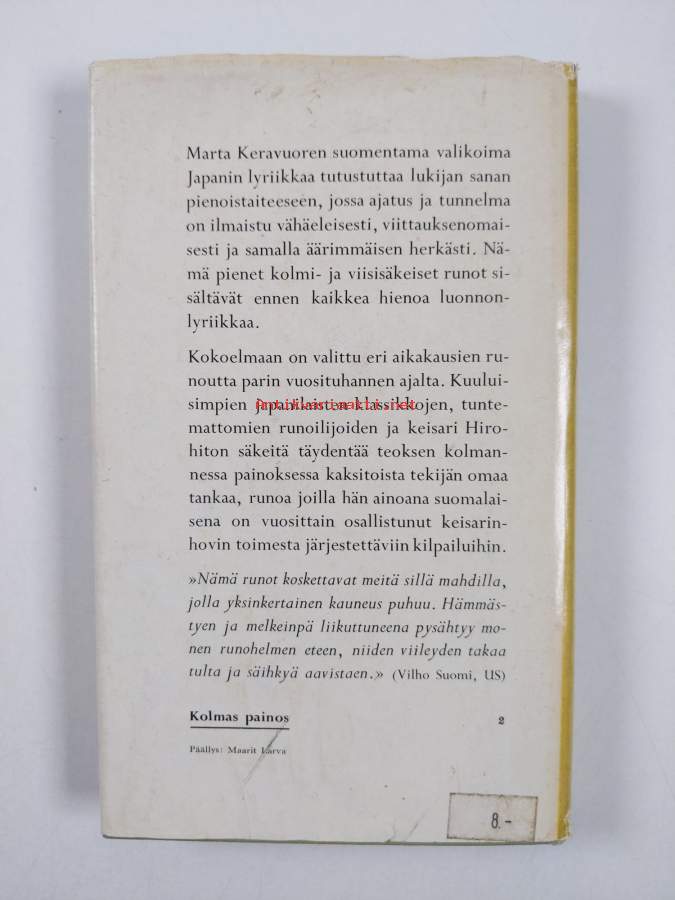 Marta Keravuoren suomentama valikoima
Japanin lyriikkaa tutustuttaa lukijan sanan
pienoistaiteeseen, jossa ajatus ja tunnelma
on ilmaistu vähäeleisesti, viittauksenomai-
sesti ja samalla äärimmäisen herkästi. Nä-
mä pienet kolmi- ja viisisäkeiset runot si-
sältävät ennen kaikkea hienoa luonnon-
lyriikkaa.
Kokoelmaan on valittu eri aikakausien ru-
noutta parin vuosituhannen ajalta. Kuului-
simpien japanilaisten klassikkojen, tunte-
Antikvariaatti.net
mattomien runoilijoiden ja keisari Hiro-
hiton säkeitä täydentää teoksen kolman-
nessa painoksessa kaksitoista tekijän omaa
tankaa, runoa joilla hän ainoana suomalai-
sena on vuosittain osallistunut keisarin-
hovin toimesta järjestettäviin kilpailuihin.
»Nämä runot koskettavat meitä sillä mahdilla,
jolla yksinkertainen kauneus puhuu. Hämmäs-
tyen ja melkeinpä liikuttuneena pysähtyy mo-
nen runohelmen eteen, niiden viileyden takaa
tulta ja säihkyä aavistaen.» (Vilho Suomi, US)
Kolmas painos 2
Päällys: Maarit Larva
8.-